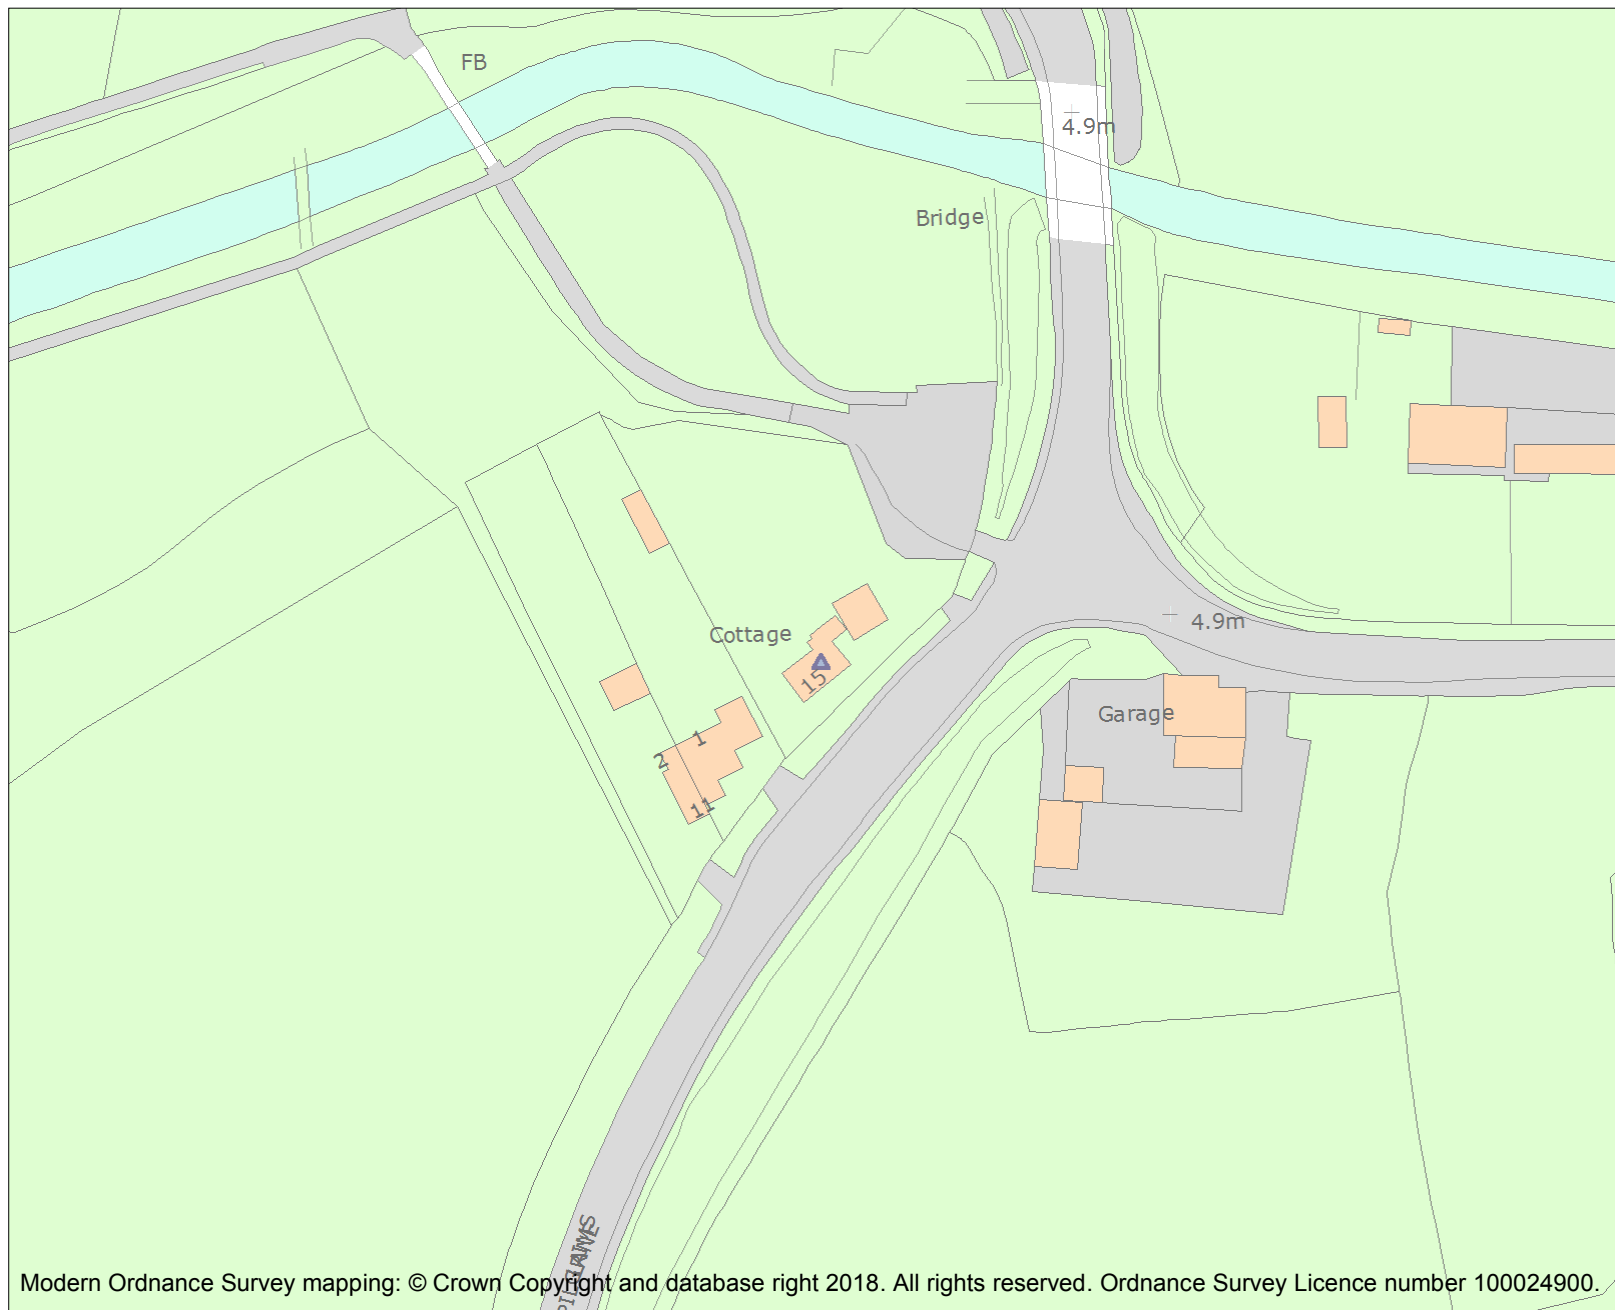 FB
4.9m
Bridge
4.9m
Cottage
15
Garage
1
2
11
LANE
Modern Ordnance Survey mapping: © Crown Copyright and database right 2018. All rights reserved. Ordnance Survey Licence number 100024900.